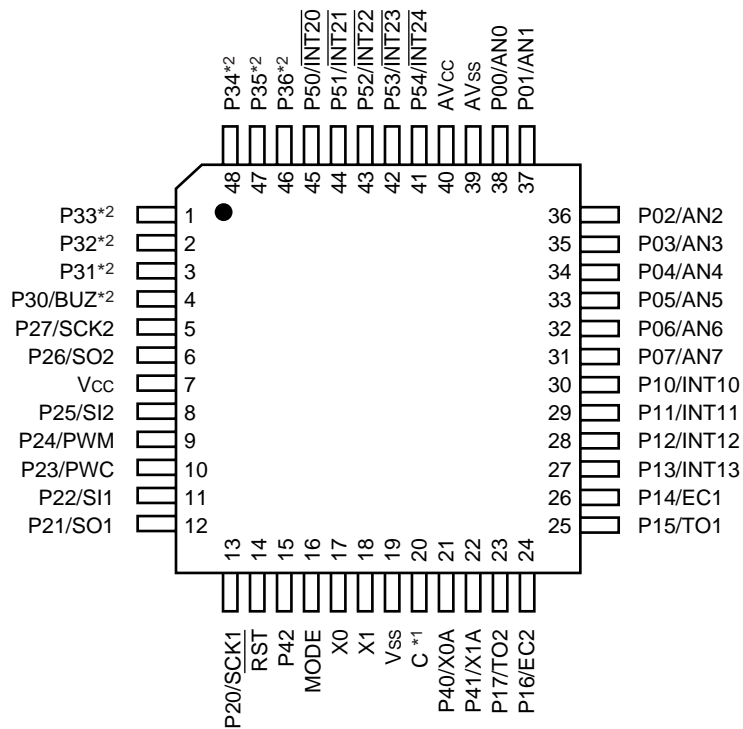 P34*2
P35*2
P36*2
P50/INT20
P51/INT21
P52/INT22
P53/INT23
P54/INT24
AVCC
AVSS
P00/AN0
P01/AN1
48
47
46
45
44
43
42
41
40
39
38
37
P33*2 1
P32*2 2
P31*2 3
P30/BUZ*2 4
P27/SCK2 5
P26/SO2 6
VCC 7
P25/SI2 8
P24/PWM 9
P23/PWC 10
P22/SI1 11
P21/SO1 12
36 P02/AN2
35 P03/AN3
34 P04/AN4
33 P05/AN5
32 P06/AN6
31 P07/AN7
30 P10/INT10
29 P11/INT11
28 P12/INT12
27 P13/INT13
26 P14/EC1
25 P15/TO1
13
14
15
16
17
18
19
20
21
22
23
24
P20/SCK1
RST
P42
MODE
X0
X1
VSS
C *1
P40/X0A
P41/X1A
P17/TO2
P16/EC2